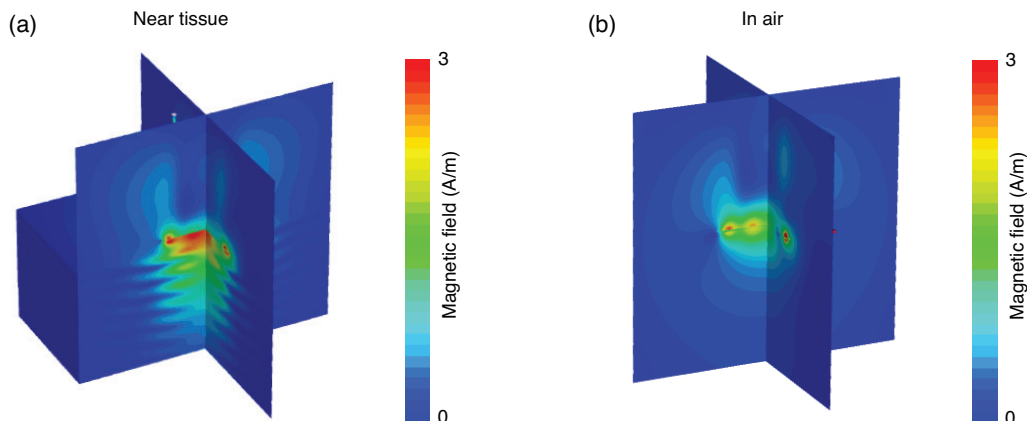 (a)
Near tissue
3
Magnetic field (A/m)
0
(b)
In air
3
Magnetic field (A/m)
0